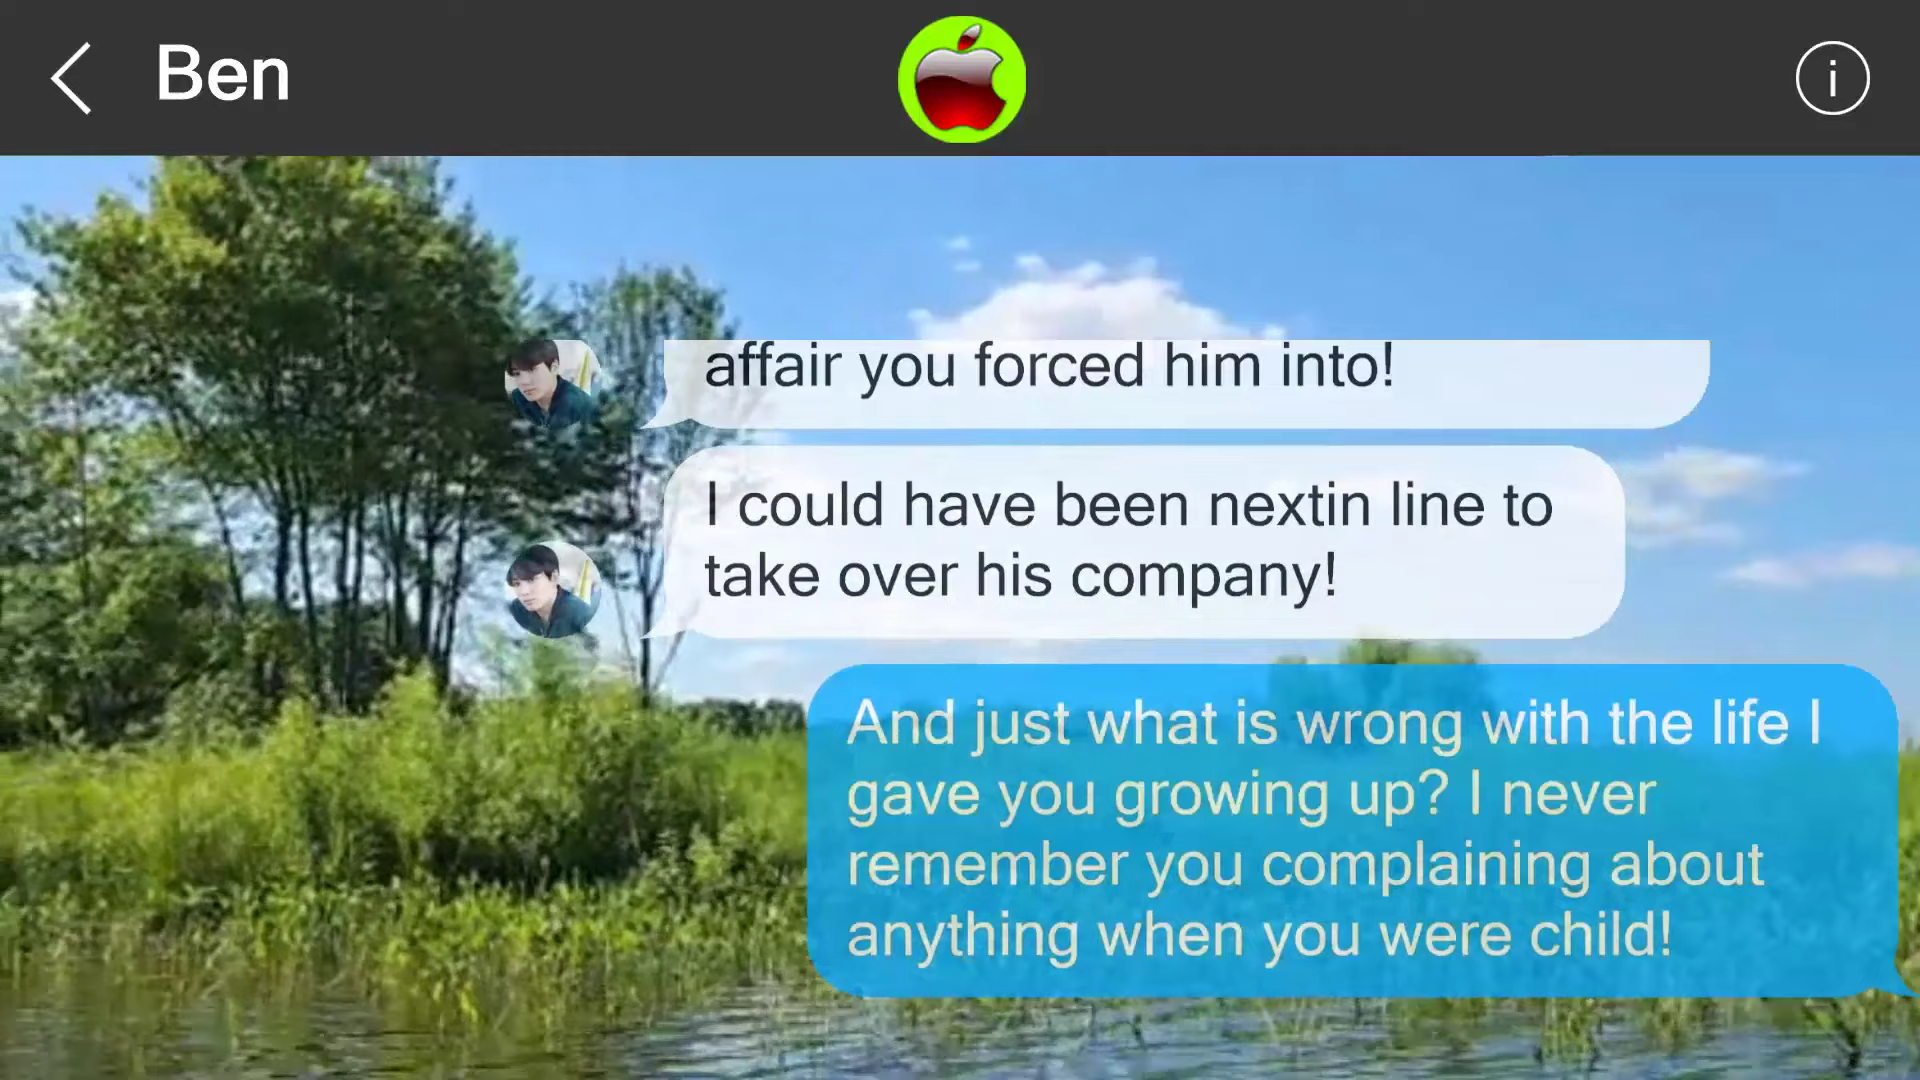 Ben
affair you forced him into!
I could have been nextin line to
take over his company!
And just what is wrong with the life I
gave you growing up? I never
remember you complaining about
anything when you were child!